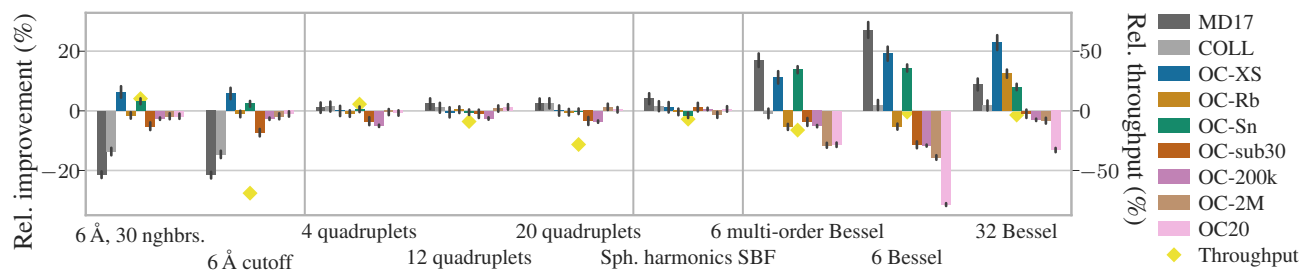 Rel. improvement (%)
20
0
−20
6 Å, 30 nghbrs.
6 Å cutoff
4 quadruplets
12 quadruplets
20 quadruplets
Sph. harmonics SBF
6 multi-order Bessel
6 Bessel
32 Bessel
−50
0
−50
Rel. throughput (%)
MD17
COLL
OC-XS
OC-Rb
OC-Sn
OC-sub30
OC-200k
OC-2M
OC20
Throughput